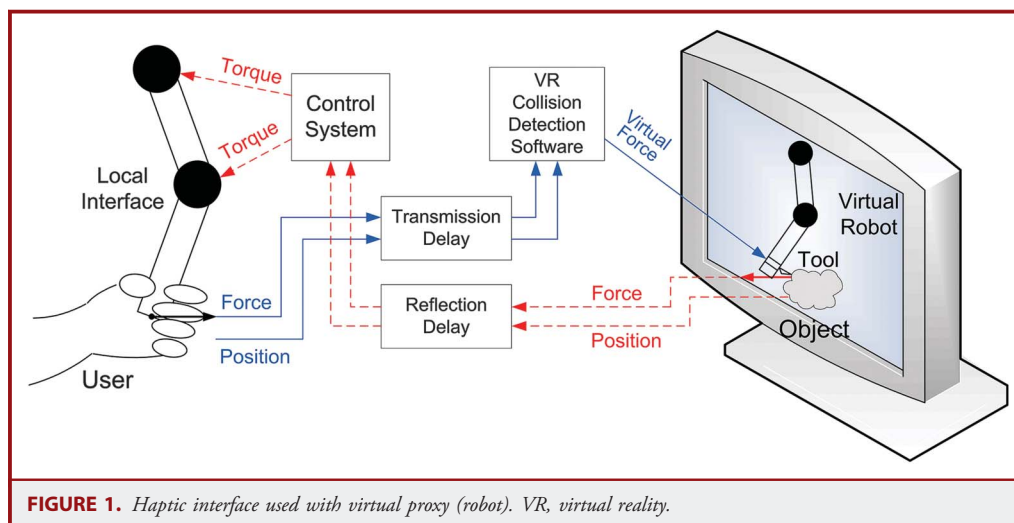 Torque
Torque
Control
System
VR
Collision
Detection
Software
Virtual
Force
Local
Interface
Transmission
Delay
Virtual
Robot
Tool
Force
Reflection
Delay
Force
Position
Object
Position
User
FIGURE 1. Haptic interface used with virtual proxy (robot). VR, virtual reality.